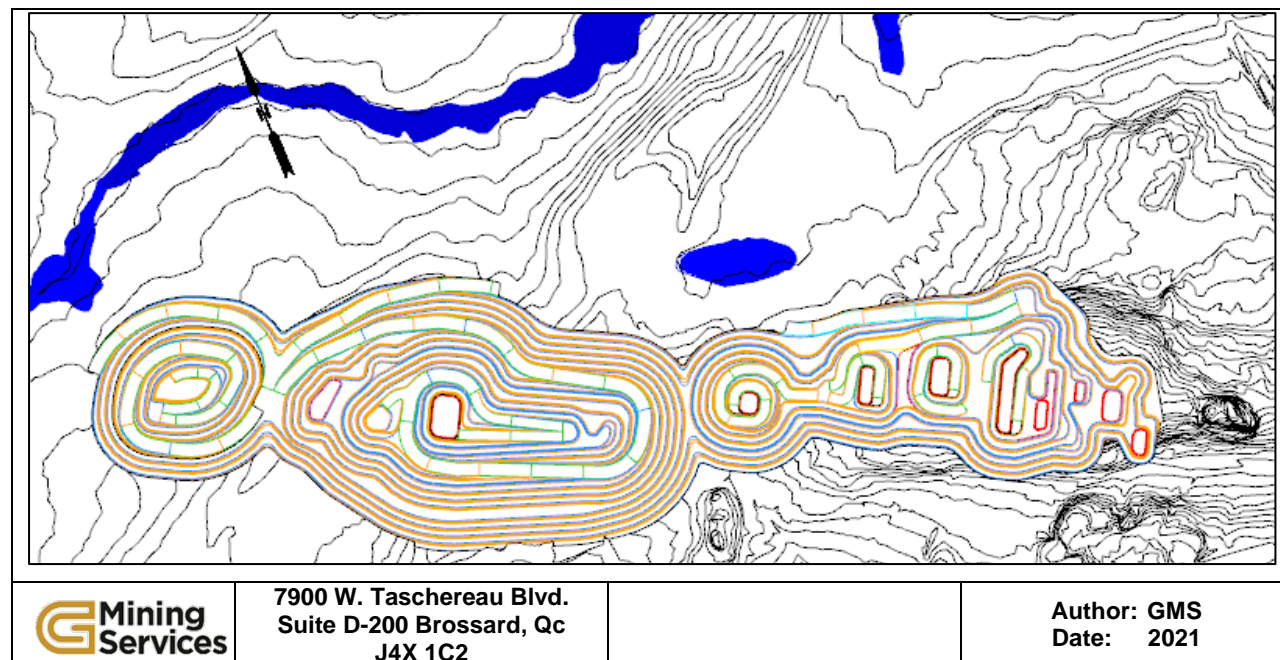 N
Mining
Services
7900 W. Taschereau Blvd.
Suite D-200 Brossard, Qc
J4X 1C2
Author: GMS
Date: 2021